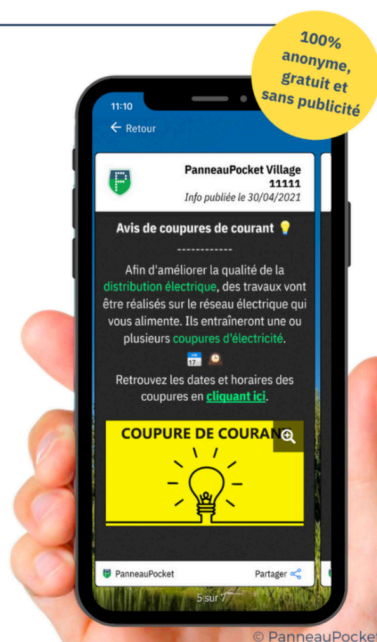 100%
anonyme,
gratuit et
sans publicité
11:10
← Retour
PanneauPocket Village
11111
Info publiée le 30/04/2021
Avis de coupures de courant 💡
------------
Afin d'améliorer la qualité de la
distribution électrique, des travaux vont
être réalisés sur le réseau électrique qui
vous alimente. Ils entraîneront une ou
plusieurs coupures d'électricité.
📅 🕰️
Retrouvez les dates et horaires des
coupures en cliquant ici.
COUPURE DE COURANT
PanneauPocket
Partager
5 sur 7
© PanneauPocket